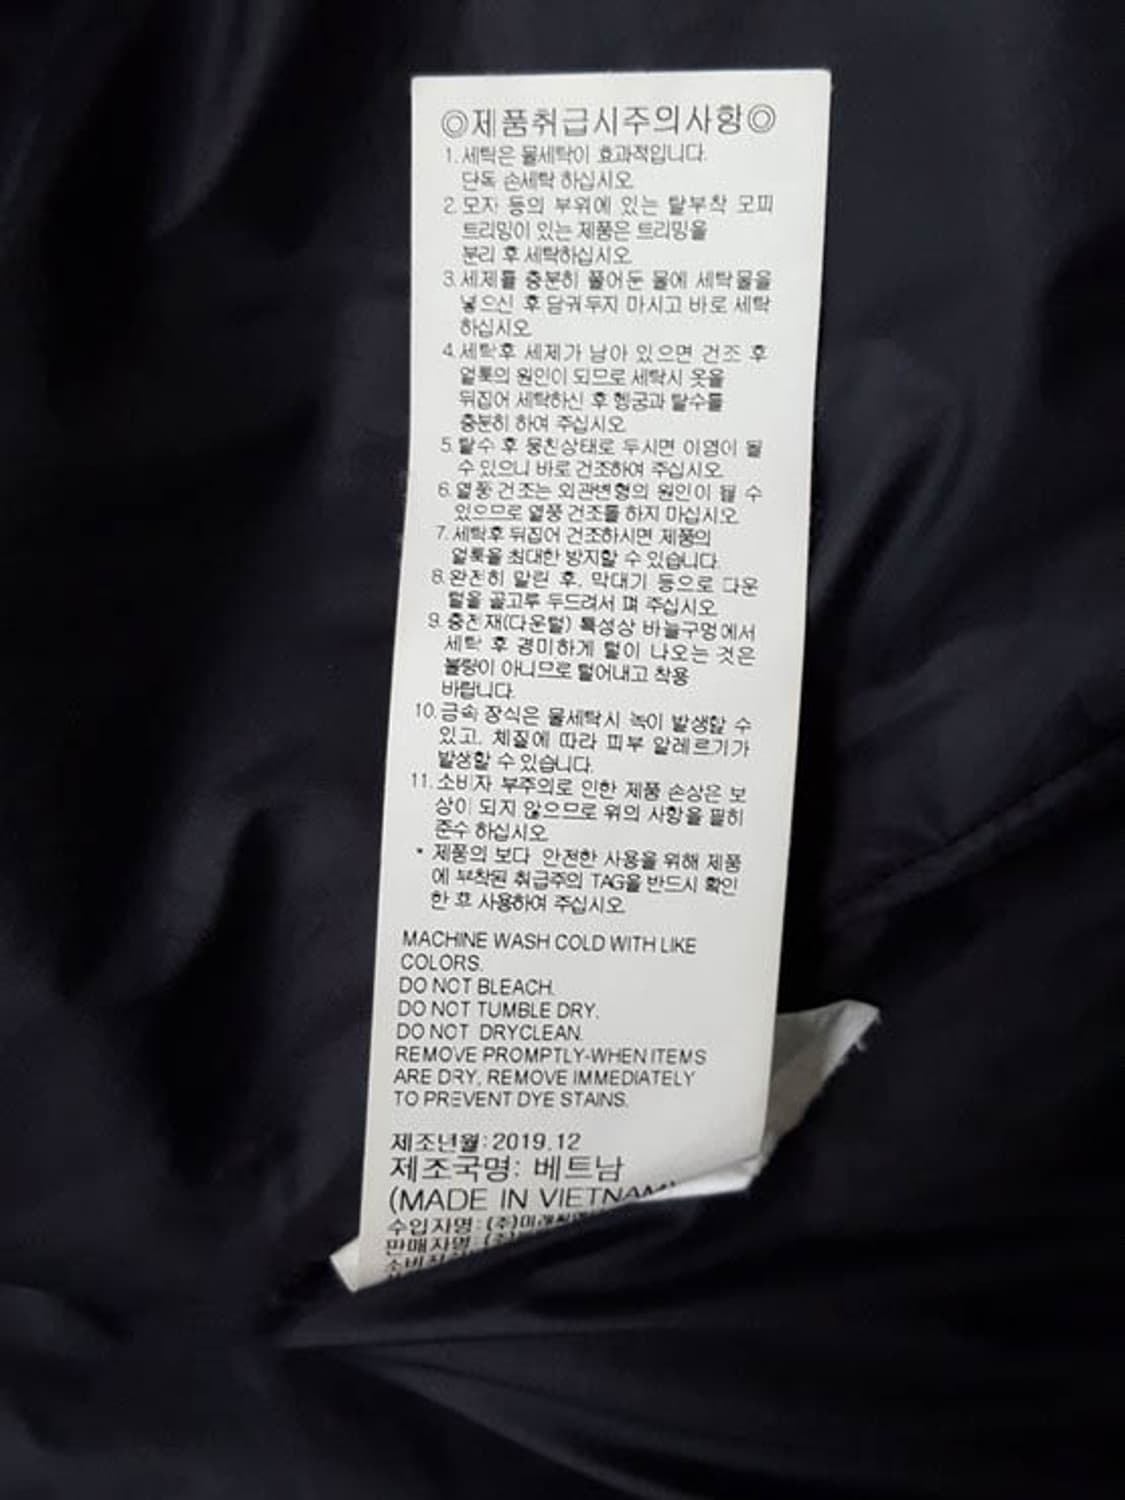 ◎제품취급시주의사항◎
1. 세탁은 물세탁이 효과적입니다.
단독 손세탁 하십시오.
2. 모자 등의 부위에 있는 탈부착 모피
트리밍이 있는 제품은 트리밍을
분리 후 세탁하십시오.
3. 세제를 충분히 풀어둔 물에 세탁물을
넣으신 후 담궈두지 마시고 바로 세탁
하십시오.
4. 세탁후 세제가 남아 있으면 건조 후
얼룩의 원인이 되므로 세탁시 옷을
뒤집어 세탁하신 후 헹굼과 탈수를
충분히 하여 주십시오.
5. 탈수 후 뭉친상태로 두시면 이염이 될
수 있으니 바로 건조하여 주십시오.
6. 열풍 건조는 외관변형의 원인이 될 수
있으므로 열풍 건조를 하지 마십시오.
7. 세탁후 뒤집어 건조하시면 제품의
얼룩을 최대한 방지할 수 있습니다.
8. 완전히 말린 후, 막대기 등으로 다운
털을 골고루 두드려서 펴 주십시오.
9. 충전재(다운털) 특성상 바늘구멍에서
세탁 후 경미하게 털이 나오는 것은
불량이 아니므로 털어내고 착용
바랍니다.
10. 금속 장식은 물세탁시 녹이 발생할 수
있고, 체질에 따라 피부 알레르기가
발생할 수 있습니다.
11. 소비자 부주의로 인한 제품 손상은 보
상이 되지 않으므로 위의 사항을 필히
준수 하십시오.
* 제품의 보다 안전한 사용을 위해 제품
에 부착된 취급주의 TAG을 반드시 확인
한 후 사용하여 주십시오.
MACHINE WASH COLD WITH LIKE
COLORS.
DO NOT BLEACH.
DO NOT TUMBLE DRY.
DO NOT DRYCLEAN.
REMOVE PROMPTLY-WHEN ITEMS
ARE DRY, REMOVE IMMEDIATELY
TO PREVENT DYE STAINS.
제조년월: 2019.12
제조국명: 베트남
(MADE IN VIETNAM)
수입자명: (주)미래
판매자명: (주)